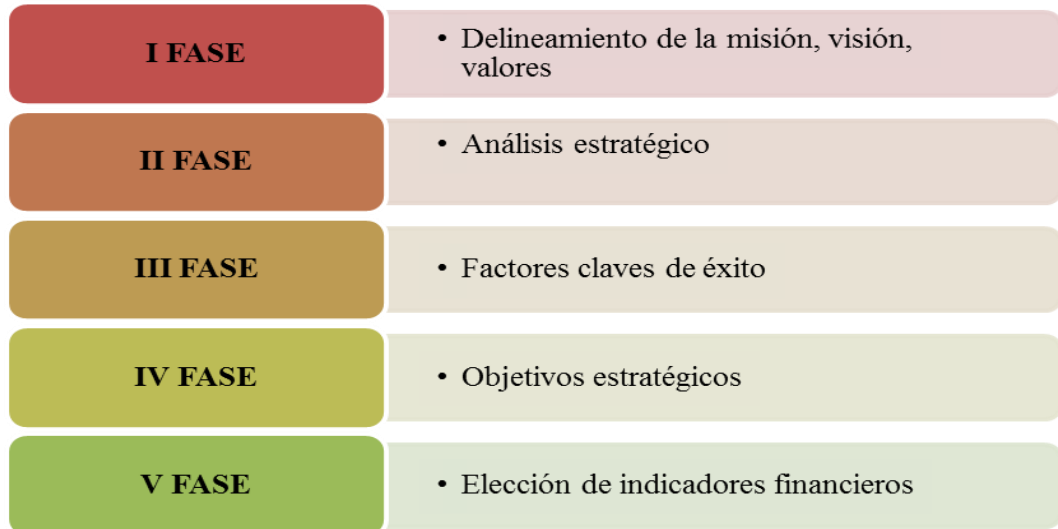 I FASE
• Delineamiento de la misión, visión,
valores
II FASE
• Análisis estratégico
III FASE
• Factores claves de éxito
IV FASE
• Objetivos estratégicos
V FASE
• Elección de indicadores financieros